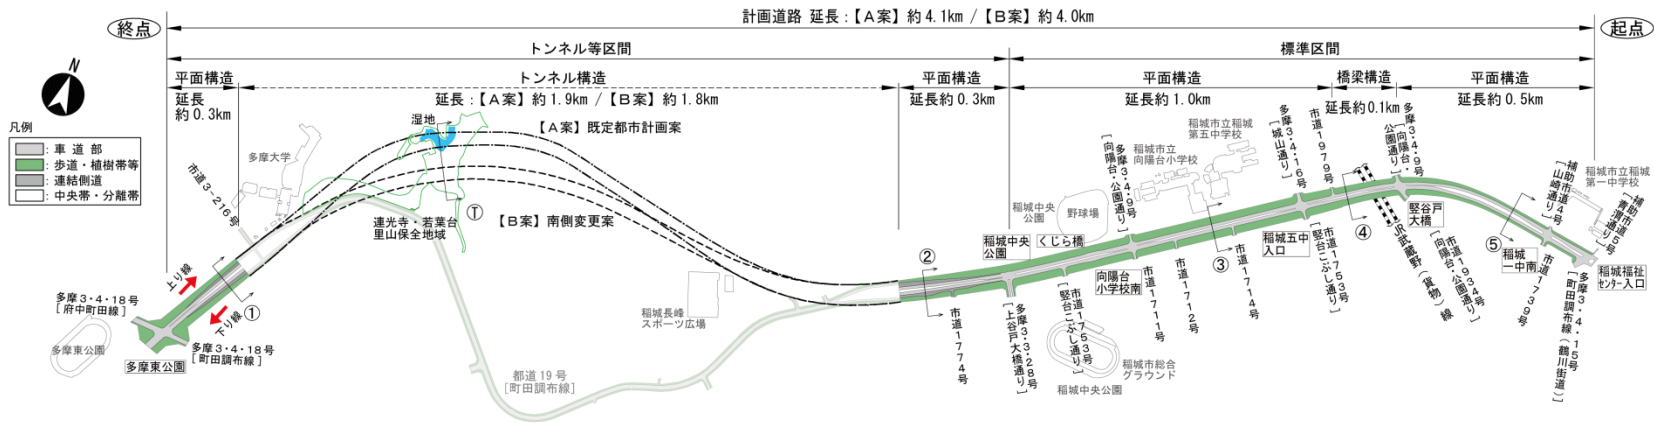 計画道路 延長：【Ａ案】約4.1km /【Ｂ案】約4.0km
終点
起点
トンネル等区間
標準区間
平面構造
延長
約0.3km
トンネル構造
延長：【Ａ案】約1.9km /【Ｂ案】約1.8km
平面構造
延長約0.3km
平面構造
延長約1.0km
橋梁構造
延長約0.1km
平面構造
延長約0.5km
N
凡例
：車 道 部
：歩道・植樹帯等
：連結側道
：中央帯・分離帯
多摩大学
市道3-216号
湿地
【Ａ案】既定都市計画案
【Ｂ案】南側変更案
連光寺・若葉台
里山保全地域
Ⓣ
上り線
下り線
①
多摩3・4・18号
[府中町田線]
多摩東公園
多摩東公園
多摩3・4・18号
[町田調布線]
都道19号
[町田調布線]
稲城長峰
スポーツ広場
②
市道1774号
稲城中央
公園
多摩3・3・28号
[上谷戸大橋通り]
稲城中央
公園
野球場
くじら橋
市道1753号
[竪台こぶし通り]
稲城中央公園
稲城市総合
グラウンド
多摩3・4・9号
[向陽台・公園通り]
向陽台
小学校南
稲城市立
向陽台小学校
稲城市立稲城
第五中学校
市道1711号
市道1712号
③
市道1714号
多摩3・4・16号
[城山通り]
稲城五中
入口
市道1979号
市道1753号
[竪台こぶし通り]
④
JR武蔵野(貨物)線
多摩3・4・9号
[向陽台・公園通り]
竪谷戸
大橋
市道1934号
[向陽台・公園通り]
⑤
稲城
一中南
市道1739号
補助市道4号
[山崎通り]
稲城市立稲城
第一中学校
補助市道5号
[青渭通り]
稲城福祉
センター入口
多摩3・4・15号
[町田調布線(鶴川街道)]